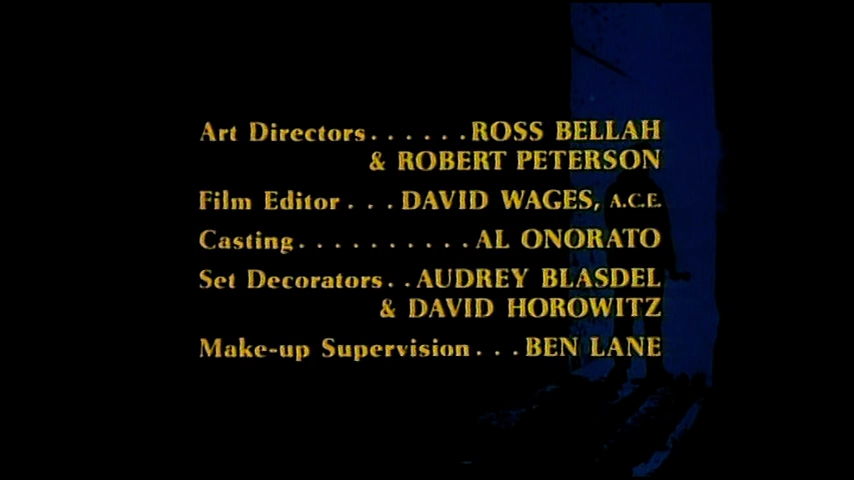 Art Directors......ROSS BELLAH
& ROBERT PETERSON
Film Editor...DAVID WAGES, A.C.E.
Casting..........AL ONORATO
Set Decorators..AUDREY BLASDEL
& DAVID HOROWITZ
Make-up Supervision...BEN LANE